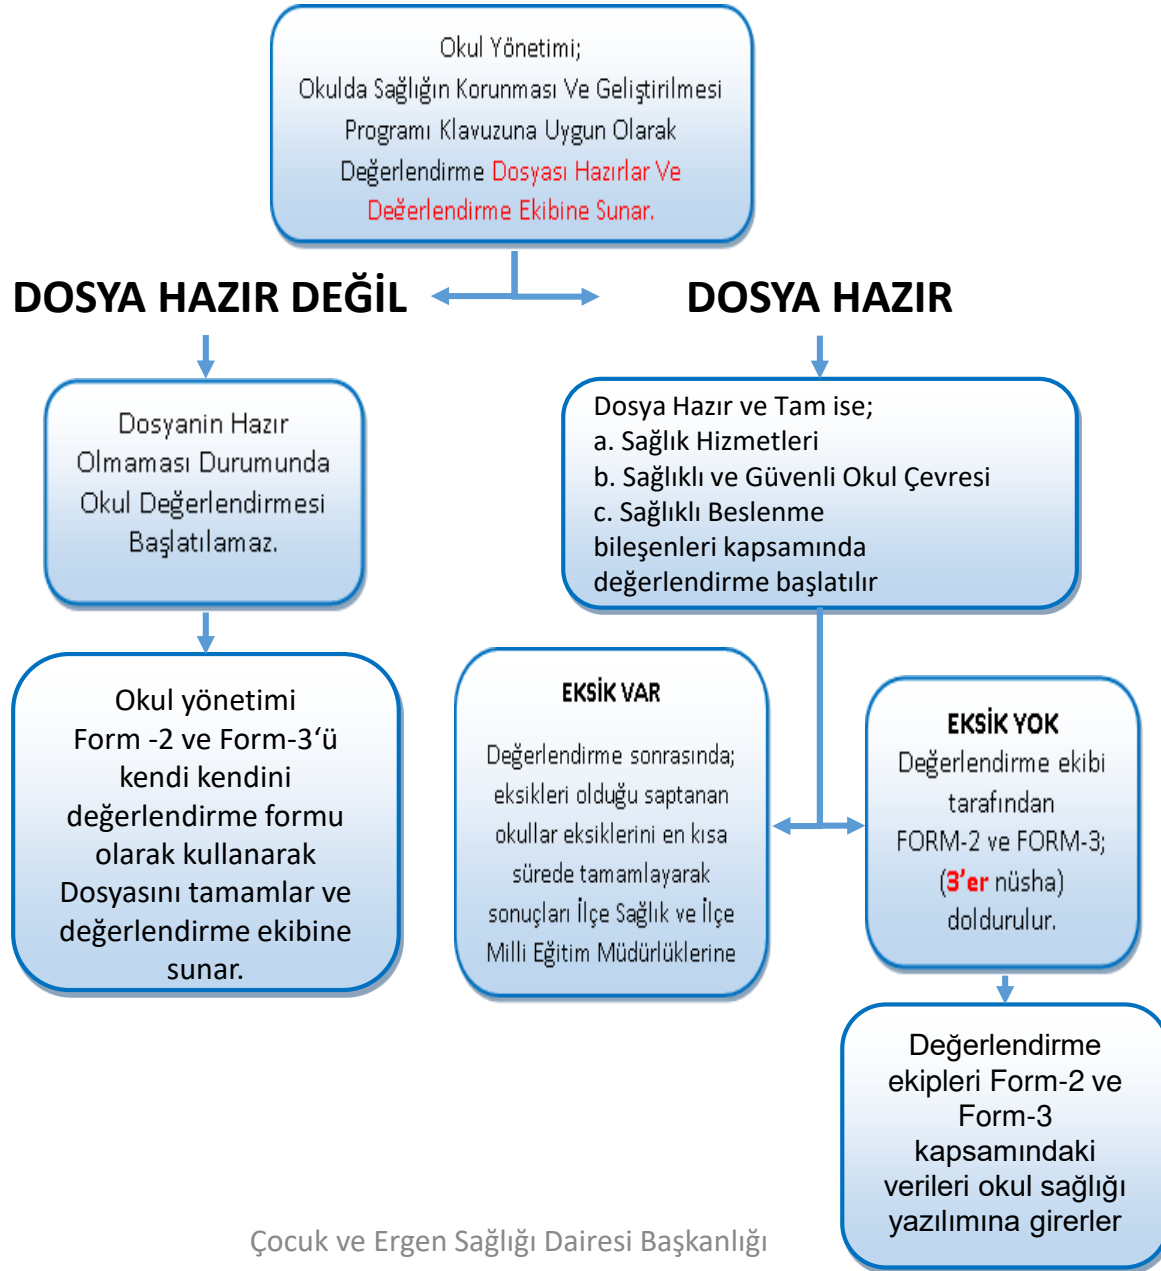 Okul Yönetimi;
Okulda Sağlığın Korunması Ve Geliştirilmesi
Programı Klavuzuna Uygun Olarak
Değerlendirme Dosyası Hazırlar Ve
Değerlendirme Ekibine Sunar.
DOSYA HAZIR DEĞİL
DOSYA HAZIR
Dosyanin Hazır
Olmaması Durumunda
Okul Değerlendirmesi
Başlatılamaz.
Dosya Hazır ve Tam ise;
a. Sağlık Hizmetleri
b. Sağlıklı ve Güvenli Okul Çevresi
c. Sağlıklı Beslenme
bileşenleri kapsamında
değerlendirme başlatılır
Okul yönetimi
Form -2 ve Form-3‘ü
kendi kendini
değerlendirme formu
olarak kullanarak
Dosyasını tamamlar ve
değerlendirme ekibine
sunar.
EKSİK VAR
Değerlendirme sonrasında;
eksikleri olduğu saptanan
okullar eksiklerini en kısa
sürede tamamlayarak
sonuçları İlçe Sağlık ve İlçe
Milli Eğitim Müdürlüklerine
EKSİK YOK
Değerlendirme ekibi
tarafından
FORM-2 ve FORM-3;
(3’er nüsha)
doldurulur.
Değerlendirme
ekipleri Form-2 ve
Form-3
kapsamındaki
verileri okul sağlığı
yazılımına girerler
Çocuk ve Ergen Sağlığı Dairesi Başkanlığı